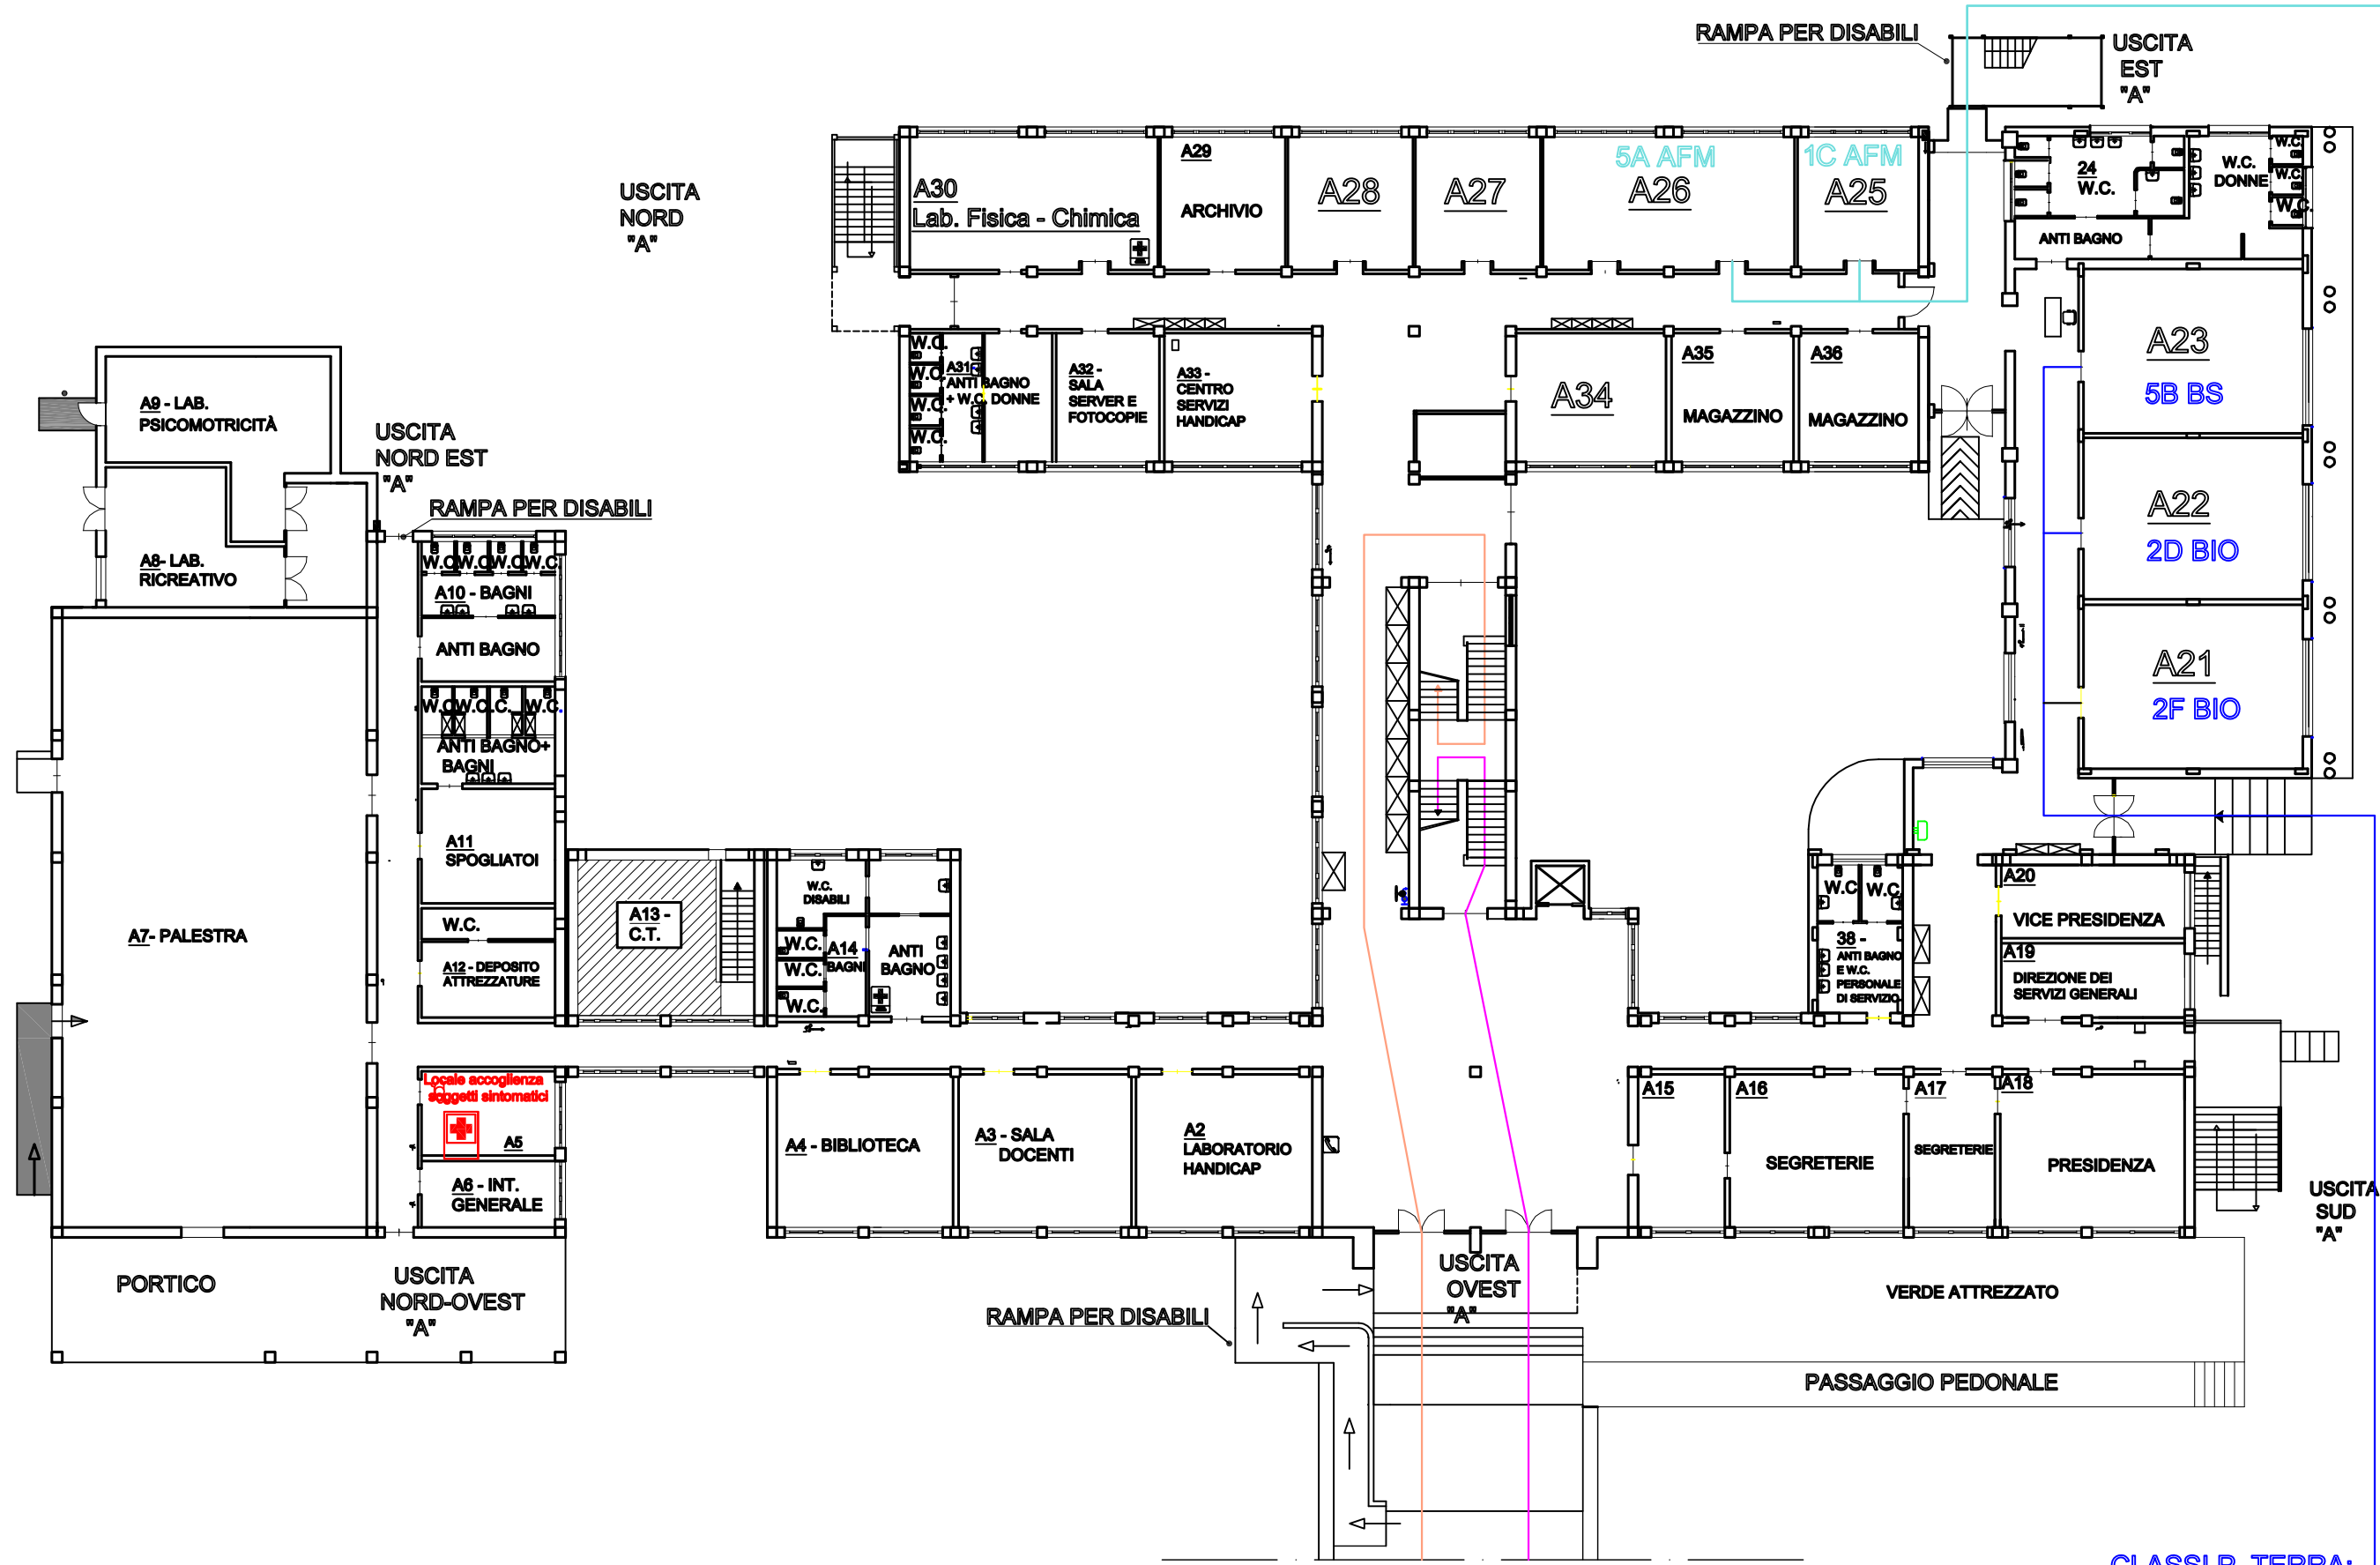 RAMPA PER DISABILI
USCITA
EST
"A"
USCITA
NORD
"A"
A30
Lab. Fisica - Chimica
A29
ARCHIVIO
A28
A27
5A AFM
A26
1C AFM
A25
24
W.C.
W.C.
DONNE
W.C.
W.C.
W.C.
ANTI BAGNO
A23
5B BS
A22
2D BIO
A21
2F BIO
W.C.
W.C.
W.C.
W.C.
A31-
ANTI BAGNO
+ W.C. DONNE
A32 -
SALA
SERVER E
FOTOCOPIE
A33 -
CENTRO
SERVIZI
HANDICAP
A34
A35
MAGAZZINO
A36
MAGAZZINO
A9 - LAB.
PSICOMOTRICITÀ
USCITA
NORD EST
"A"
RAMPA PER DISABILI
A8- LAB.
RICREATIVO
W.C.
W.C.
W.C.
W.C.
A10 - BAGNI
ANTI BAGNO
W.C.
W.C.
C.
W.C.
ANTI BAGNO+
BAGNI
A11
SPOGLIATOI
W.C.
A12 - DEPOSITO
ATTREZZATURE
A7- PALESTRA
A13 -
C.T.
W.C.
DISABILI
W.C.
W.C.
W.C.
A14 -
BAGNI
ANTI
BAGNO
W.C.
W.C.
38 -
ANTI BAGNO
E W.C.
PERSONALE
DI SERVIZIO
A20
VICE PRESIDENZA
A19
DIREZIONE DEI
SERVIZI GENERALI
Locale accoglienza
soggetti sintomatici
A5
A6 - INT.
GENERALE
A4 - BIBLIOTECA
A3 - SALA
DOCENTI
A2
LABORATORIO
HANDICAP
A15
A16
SEGRETERIE
A17
SEGRETERIE
A18
PRESIDENZA
USCITA
SUD
"A"
PORTICO
USCITA
NORD-OVEST
"A"
RAMPA PER DISABILI
USCITA
OVEST
"A"
VERDE ATTREZZATO
PASSAGGIO PEDONALE
CLASSI P. TERRA: